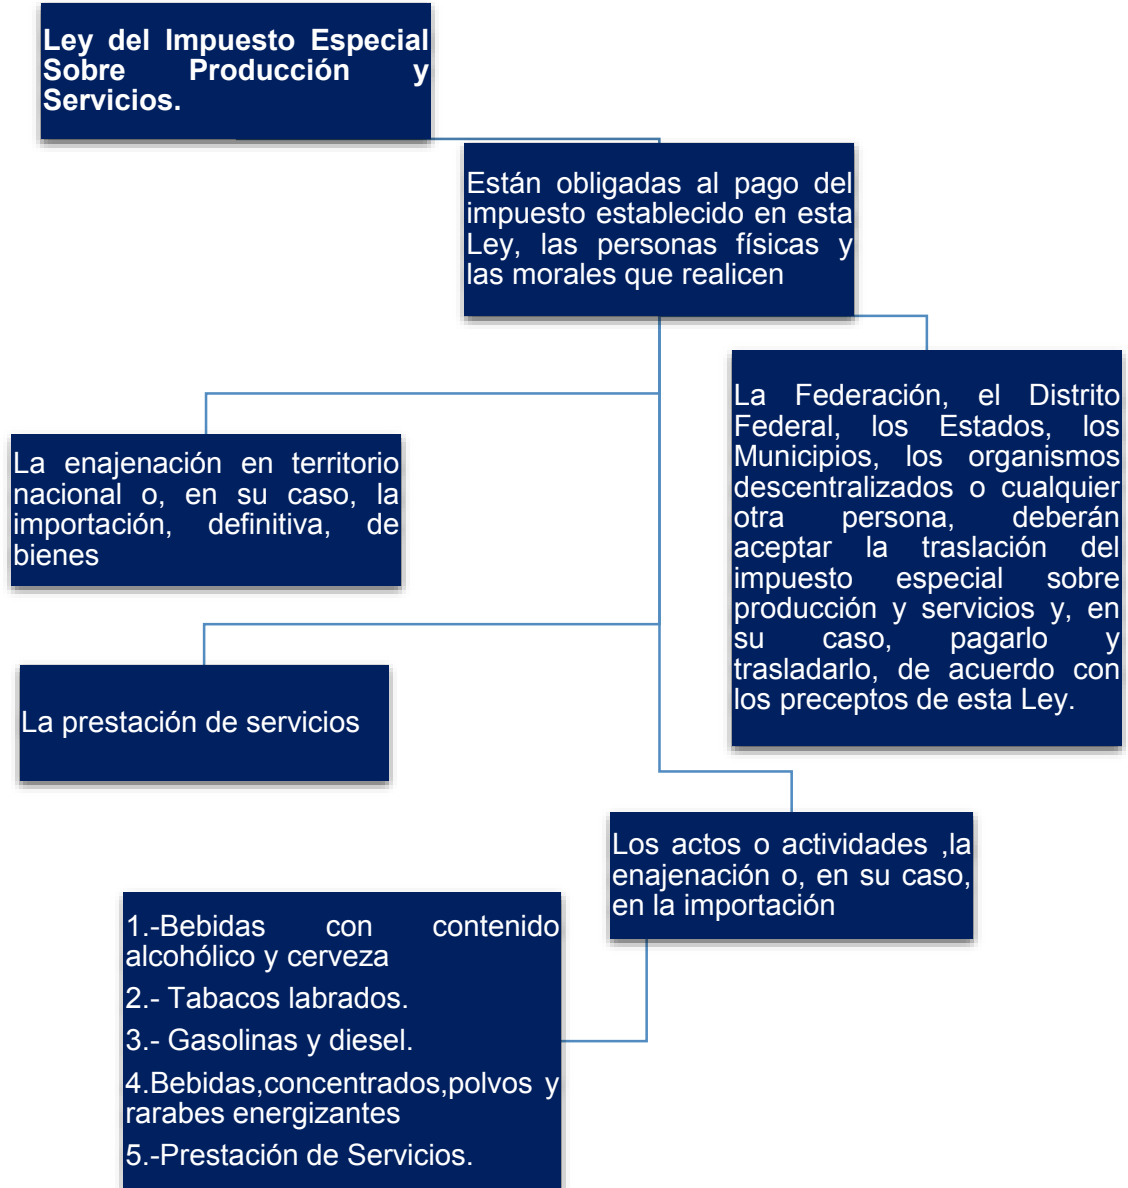 Ley del Impuesto Especial
Sobre Producción y
Servicios.
Están obligadas al pago del
impuesto establecido en esta
Ley, las personas físicas y
las morales que realicen
La enajenación en territorio
nacional o, en su caso, la
importación, definitiva, de
bienes
La Federación, el Distrito
Federal, los Estados, los
Municipios, los organismos
descentralizados o cualquier
otra persona, deberán
aceptar la traslación del
impuesto especial sobre
producción y servicios y, en
su caso, pagarlo y
trasladarlo, de acuerdo con
los preceptos de esta Ley.
La prestación de servicios
Los actos o actividades ,la
enajenación o, en su caso,
en la importación
1.-Bebidas con contenido
alcohólico y cerveza
2.- Tabacos labrados.
3.- Gasolinas y diesel.
4.Bebidas,concentrados,polvos y
rarabes energizantes
5.-Prestación de Servicios.